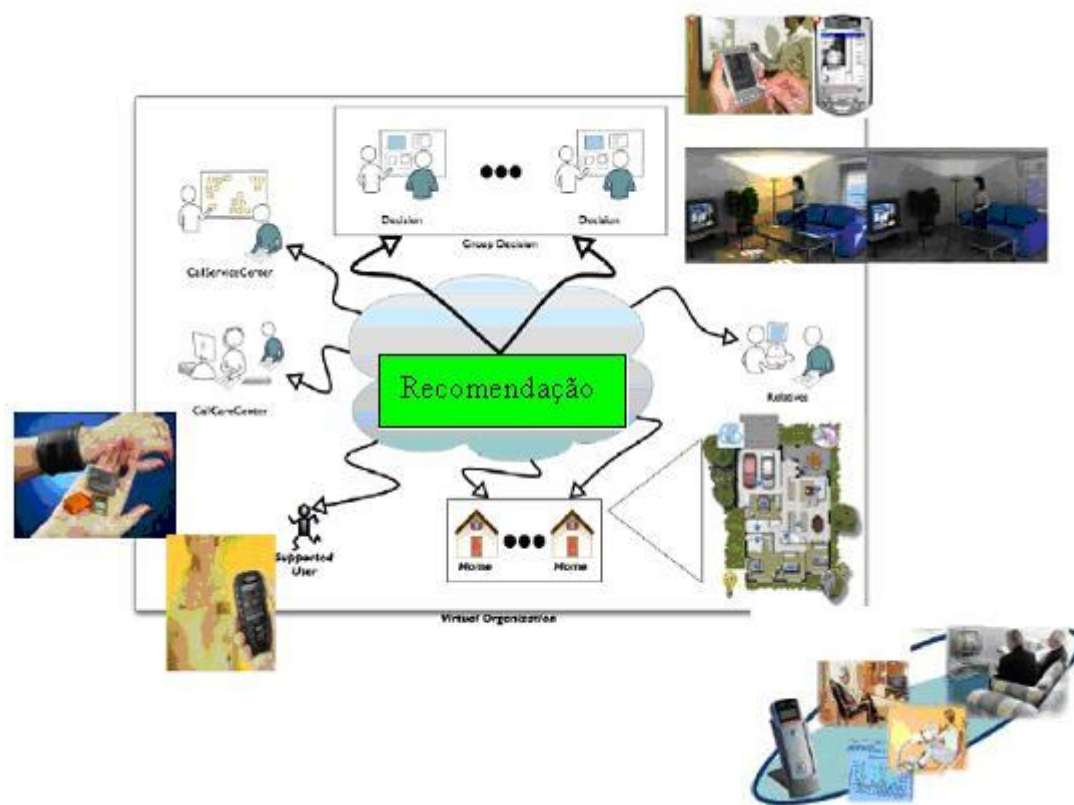 Decision
Decision
Group Decision
CallServiceCenter
Recomendação
CallCareCenter
Relatives
Supported
User
Home
Home
Virtual Organization